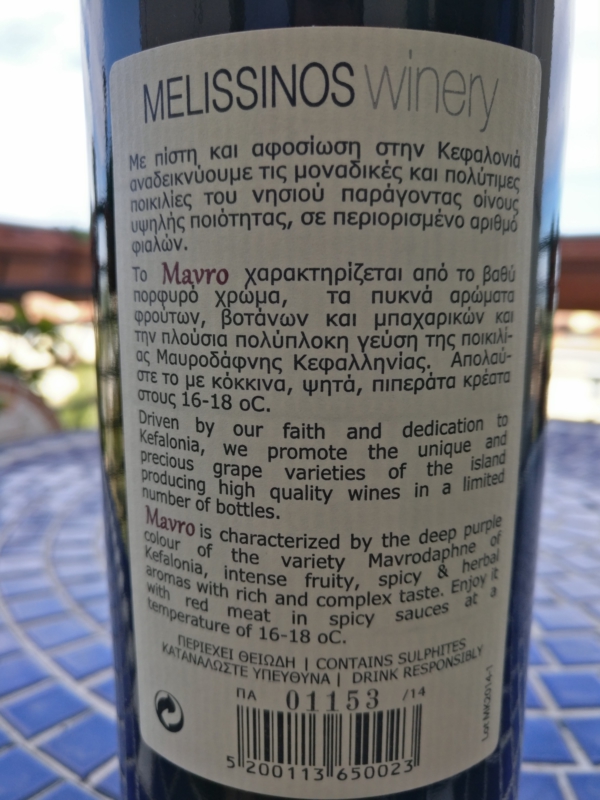 MELISSINOS winery
Με πίστη και αφοσίωση στην Κεφαλονιά
αναδεικνύουμε τις μοναδικές και πολύτιμες
ποικιλίες του νησιού παράγοντας οίνους
υψηλής ποιότητας, σε περιορισμένο αριθμό
φιαλών.
Το Mavro χαρακτηρίζεται από το βαθύ
πορφυρό χρώμα, τα πυκνά αρώματα
φρούτων, βοτάνων και μπαχαρικών και
την πλούσια πολύπλοκη γεύση της ποικιλί-
ας Μαυροδάφνης Κεφαλληνίας. Απολαύ-
στε το με κόκκινα, ψητά, πιπεράτα κρέατα
στους 16-18 oC.
Driven by our faith and dedication to
Kefalonia, we promote the unique and
precious grape varieties of the island
producing high quality wines in a limited
number of bottles.
Mavro is characterized by the deep purple
colour of the variety Mavrodaphne of
Kefalonia, intense fruity, spicy & herbal
aromas with rich and complex taste. Enjoy it
with red meat in spicy sauces at a
temperature of 16-18 oC.
ΠΕΡΙΕΧΕΙ ΘΕΙΩΔΗ | CONTAINS SULPHITES
ΚΑΤΑΝΑΛΩΣΤΕ ΥΠΕΥΘΥΝΑ | DRINK RESPONSIBLY
ΠΑ 01153 /14
5 200113 650023
Lot MK2014-1